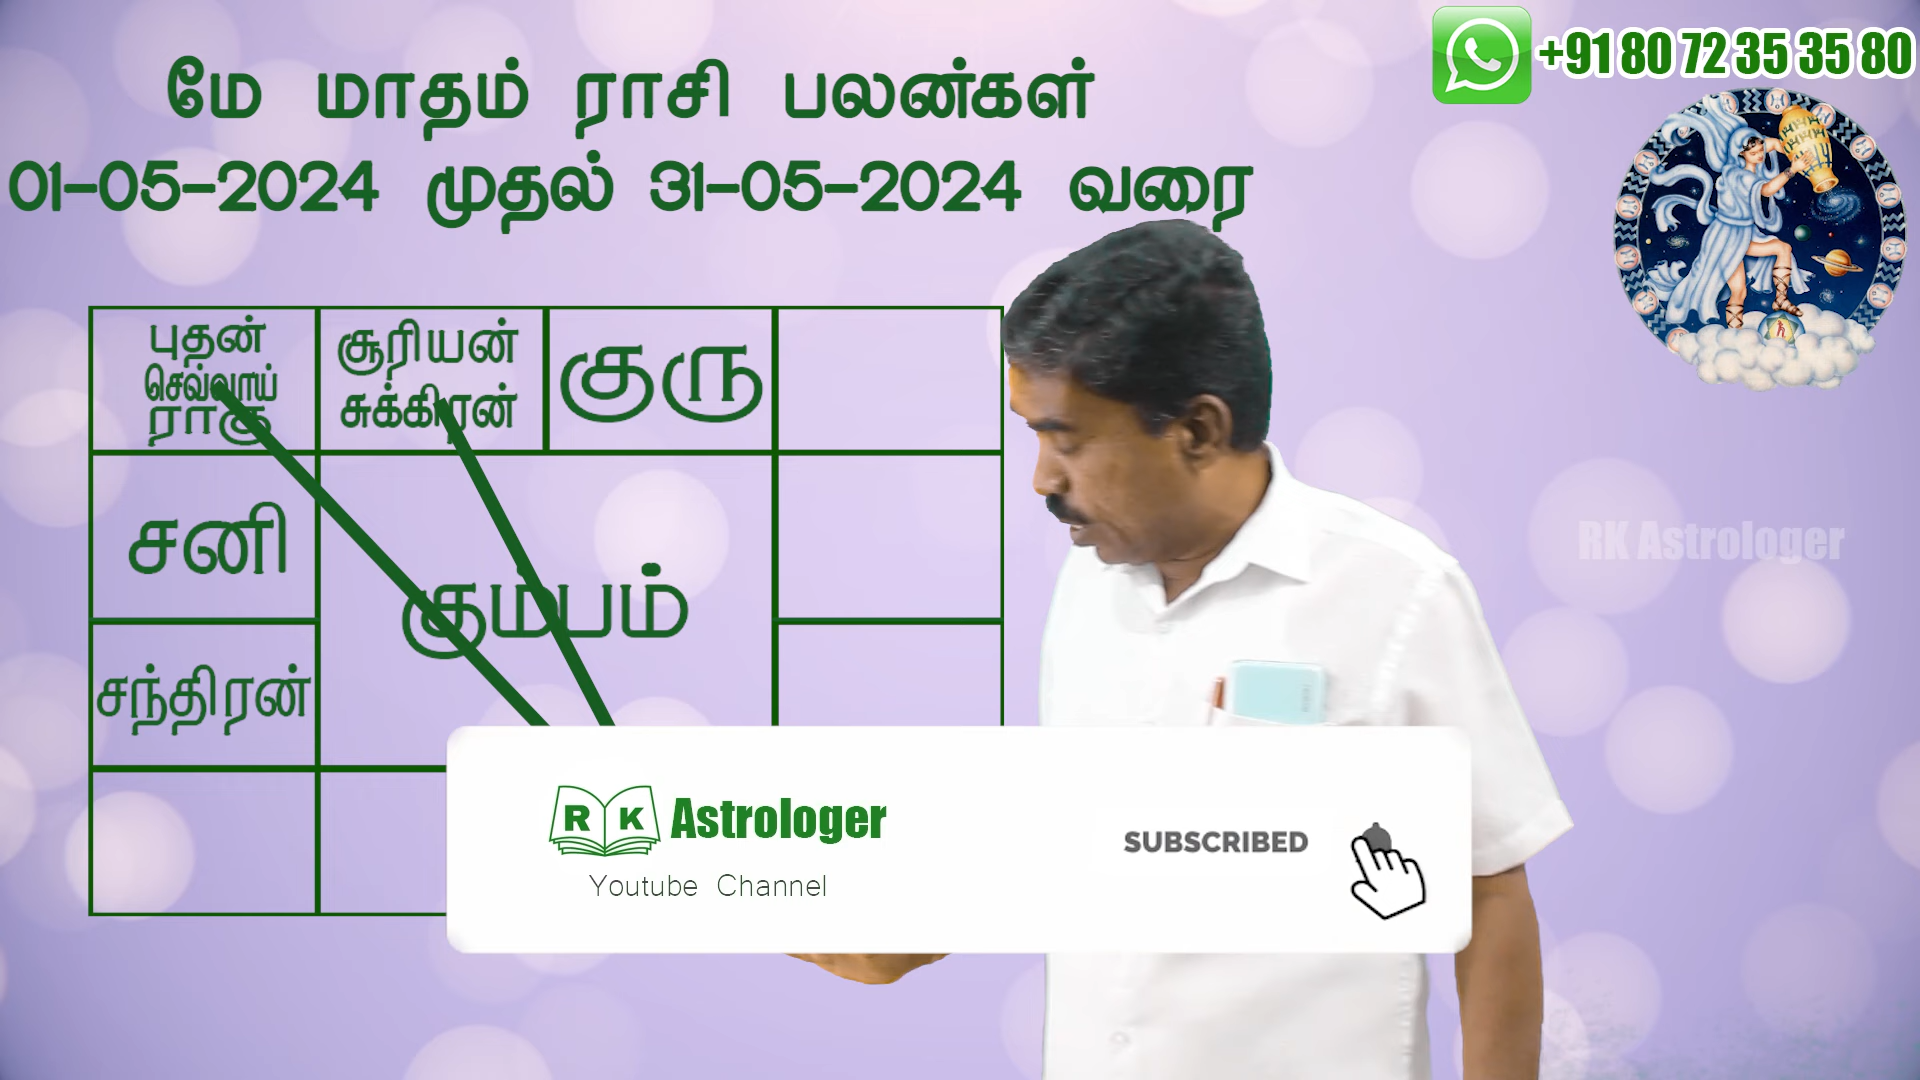 +91 80 72 35 35 80
மே மாதம் ராசி பலன்கள்
01-05-2024 முதல் 31-05-2024 வரை
புதன்
செவ்வாய்
ராகு
சூரியன்
சுக்கிரன்
குரு
சனி
கும்பம்
சந்திரன்
RK Astrologer
R K Astrologer
Youtube Channel
SUBSCRIBED